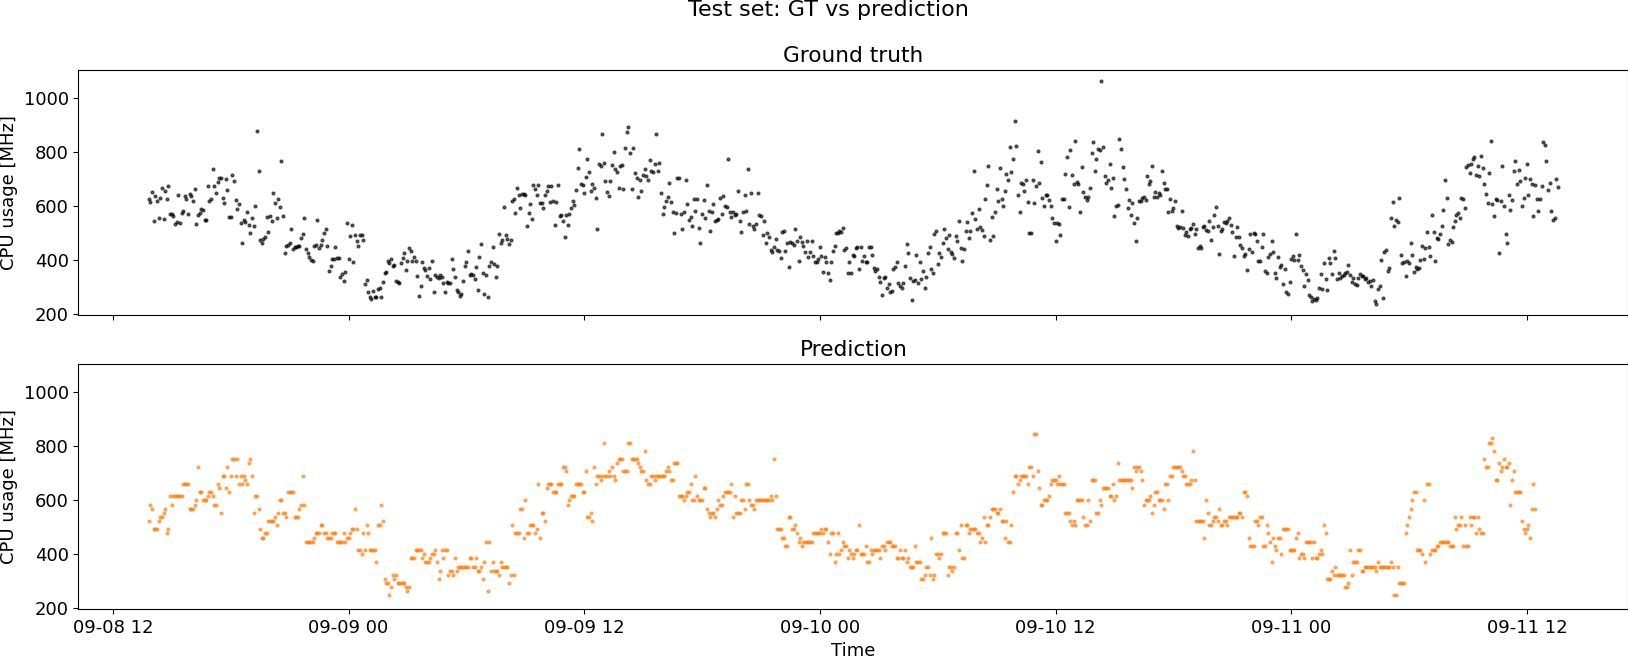 Test set: GT vs prediction
Ground truth
CPU usage [MHz]
1000
800
600
400
200
Prediction
CPU usage [MHz]
1000
800
600
400
200
09-08 12
09-09 00
09-09 12
09-10 00
09-10 12
09-11 00
09-11 12
Time